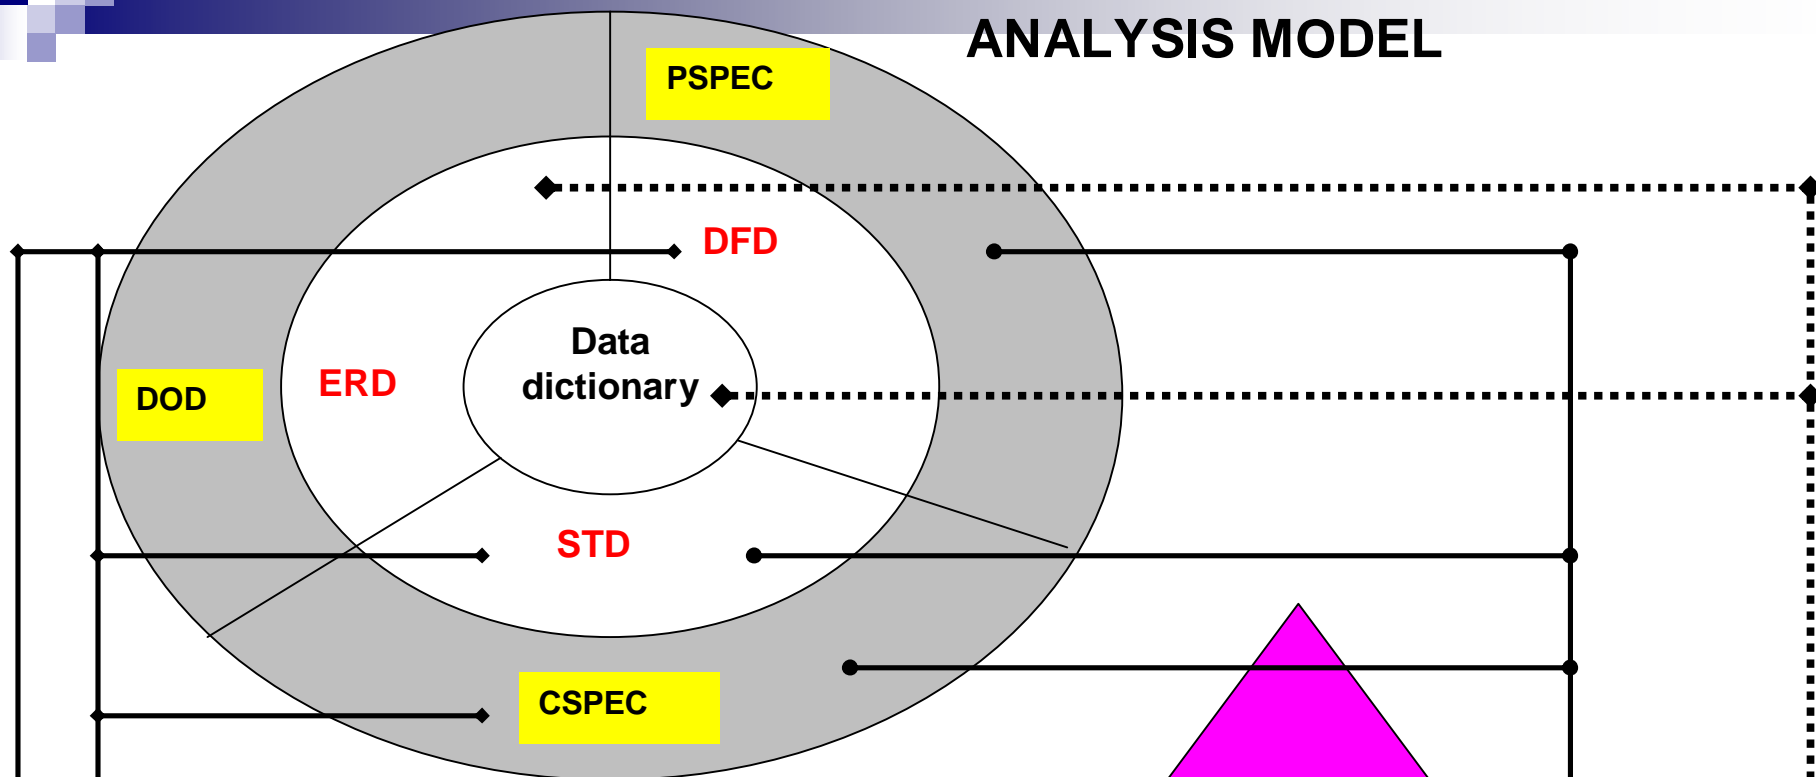 ANALYSIS MODEL
PSPEC
DFD
Data
dictionary
ERD
DOD
STD
CSPEC